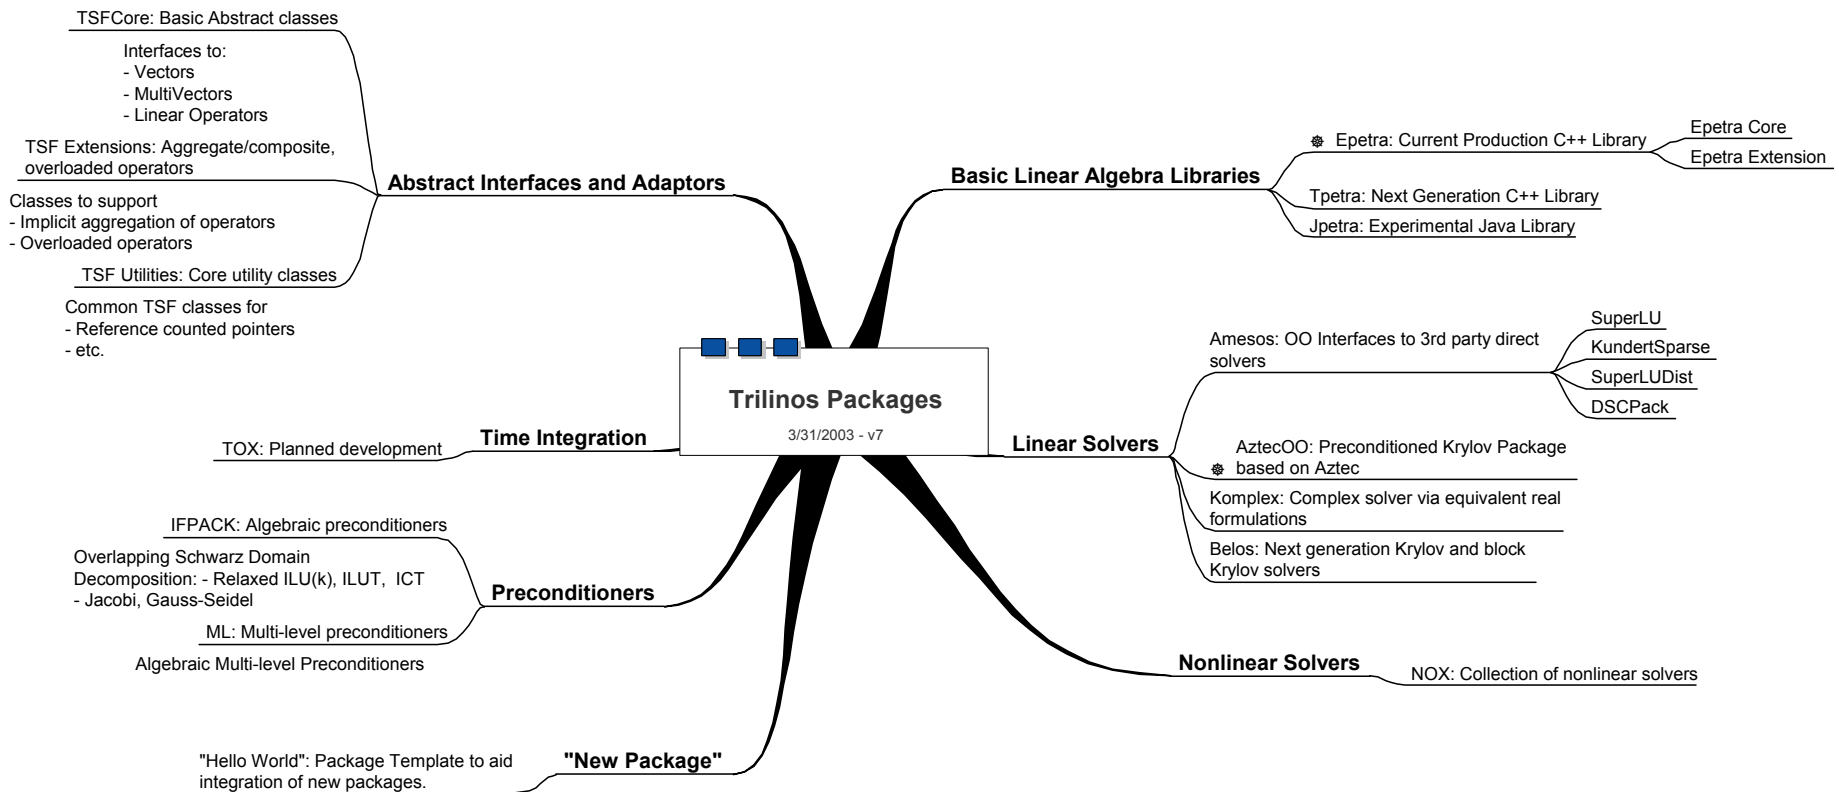 Trilinos Packages
3/31/2003 - v7
Basic Linear Algebra Libraries
Epetra: Current Production C++ Library
Epetra Core
Epetra Extension
Tpetra: Next Generation C++ Library
Jpetra: Experimental Java Library
Linear Solvers
Amesos: OO Interfaces to 3rd party direct
solvers
SuperLU
KundertSparse
SuperLUDist
DSCPack
AztecOO: Preconditioned Krylov Package
based on Aztec
Komplex: Complex solver via equivalent real
formulations
Belos: Next generation Krylov and block
Krylov solvers
Nonlinear Solvers
NOX: Collection of nonlinear solvers
Abstract Interfaces and Adaptors
TSFCore: Basic Abstract classes
Interfaces to:
- Vectors
- MultiVectors
- Linear Operators
TSF Extensions: Aggregate/composite,
overloaded operators
Classes to support
- Implicit aggregation of operators
- Overloaded operators
TSF Utilities: Core utility classes
Common TSF classes for
- Reference counted pointers
- etc.
Time Integration
TOX: Planned development
Preconditioners
IFPACK: Algebraic preconditioners
Overlapping Schwarz Domain
Decomposition: - Relaxed ILU(k), ILUT, ICT
- Jacobi, Gauss-Seidel
ML: Multi-level preconditioners
Algebraic Multi-level Preconditioners
"New Package"
"Hello World": Package Template to aid
integration of new packages.